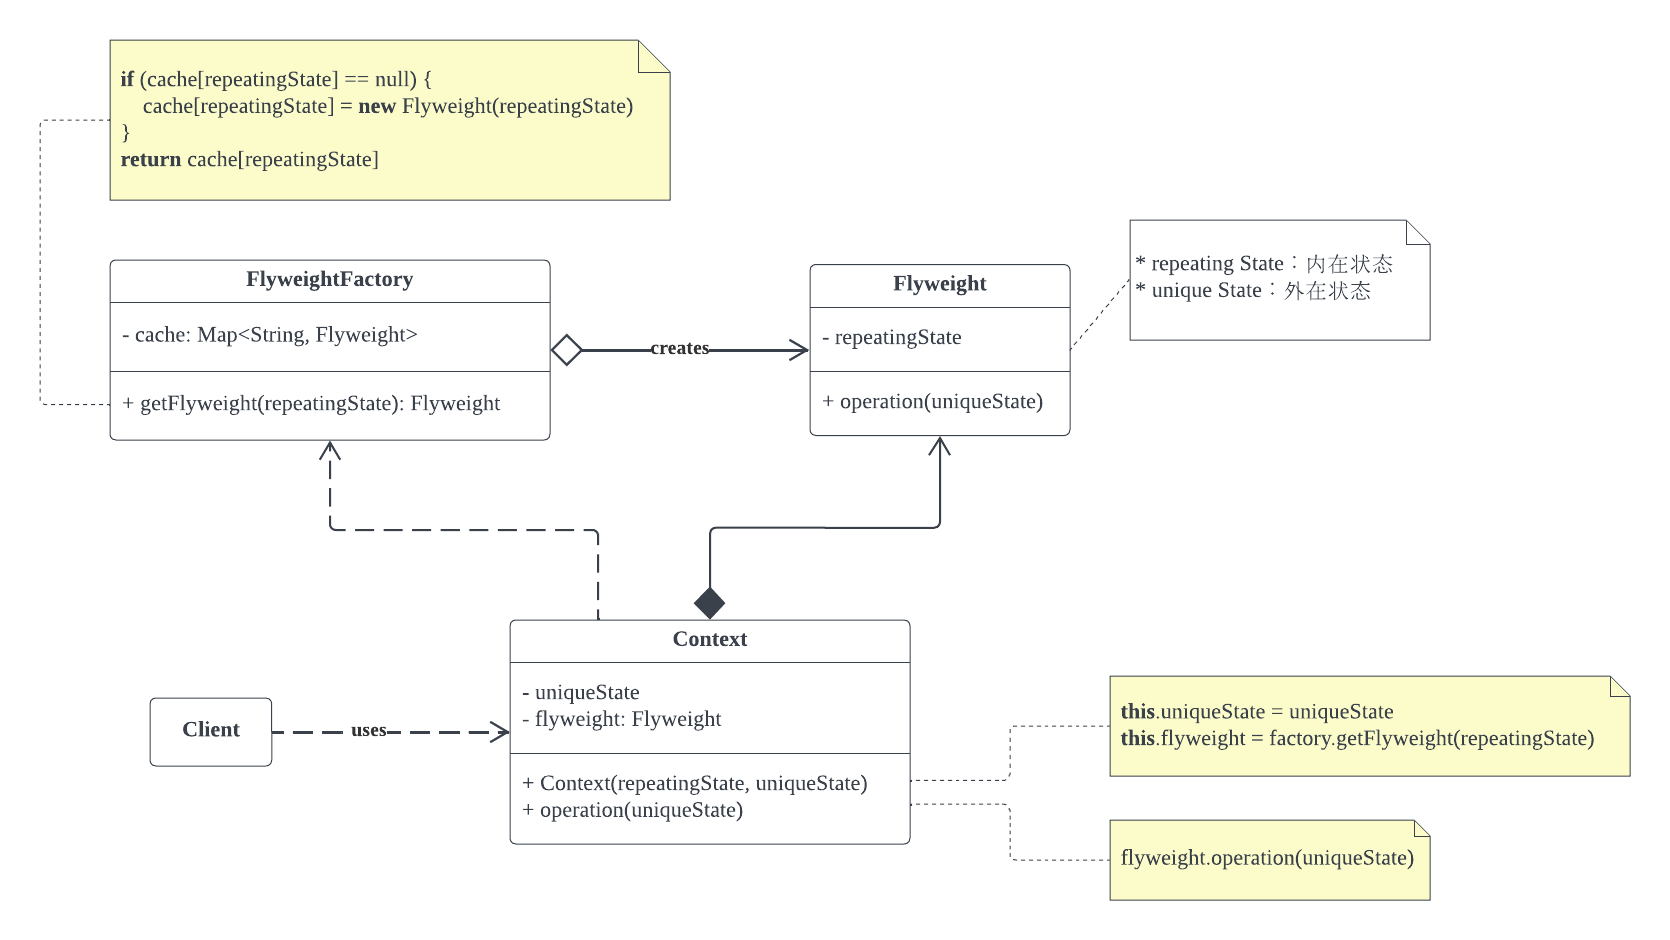 if (cache[repeatingState] == null) {
cache[repeatingState] = new Flyweight(repeatingState)
}
return cache[repeatingState]
* repeating State：内在状态
* unique State：外在状态
FlyweightFactory
- cache: Map<String, Flyweight>
+ getFlyweight(repeatingState): Flyweight
creates
Flyweight
- repeatingState
+ operation(uniqueState)
Client
uses
Context
- uniqueState
- flyweight: Flyweight
+ Context(repeatingState, uniqueState)
+ operation(uniqueState)
this.uniqueState = uniqueState
this.flyweight = factory.getFlyweight(repeatingState)
flyweight.operation(uniqueState)